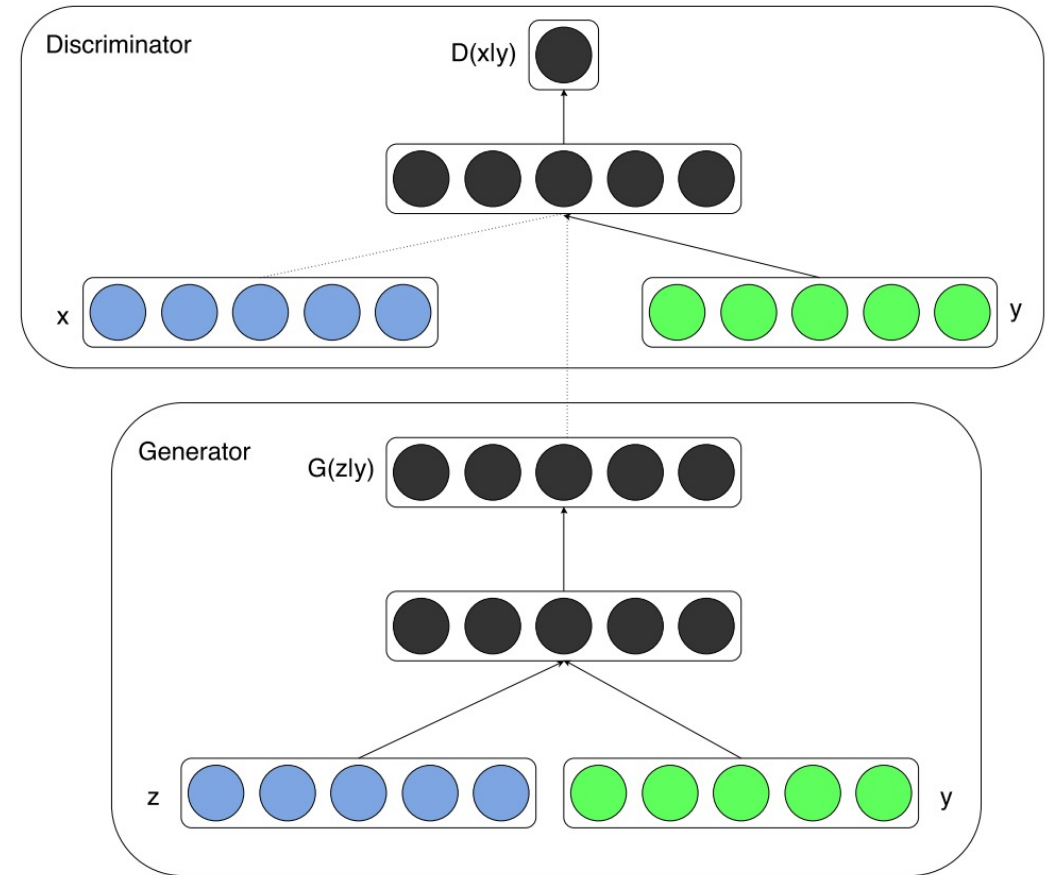 Discriminator
D(x|y)
x
y
Generator
G(z|y)
z
y